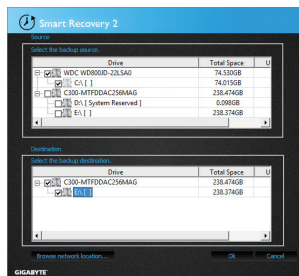 Smart Recovery 2
Source
Select the backup source.
Drive Total Space U
WDC WD800JD-22LSA0 74.530GB
C:\ [ ] 74.015GB
C300-MTFDDAC256MAG 238.474GB
D:\ [ System Reserved ] 0.098GB
E:\ [ ] 238.374GB
Destination
Select the backup destination.
Drive Total Space U
C300-MTFDDAC256MAG 238.474GB
E:\ [ ] 238.374GB
Browse network location.... Ok Cancel
GIGABYTE